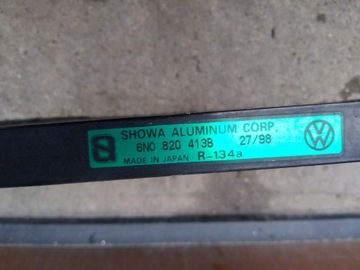 SHOWA ALUMINUM CORP.
6N0 820 413B 27/98
MADE IN JAPAN R-134a